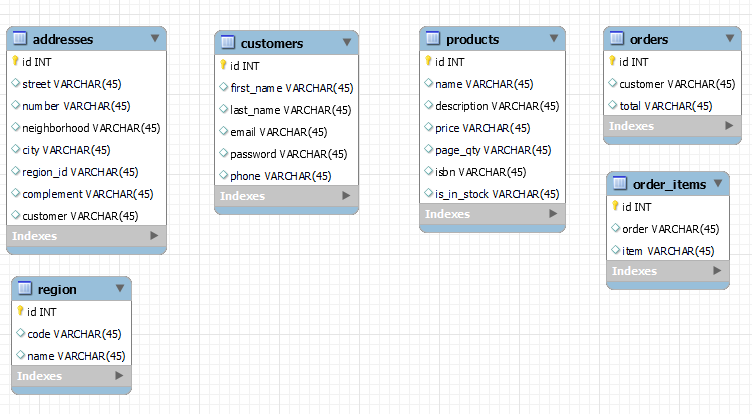 addresses
id INT
street VARCHAR(45)
number VARCHAR(45)
neighborhood VARCHAR(45)
city VARCHAR(45)
region_id VARCHAR(45)
complement VARCHAR(45)
customer VARCHAR(45)
Indexes
region
id INT
code VARCHAR(45)
name VARCHAR(45)
Indexes
customers
id INT
first_name VARCHAR(45)
last_name VARCHAR(45)
email VARCHAR(45)
password VARCHAR(45)
phone VARCHAR(45)
Indexes
products
id INT
name VARCHAR(45)
description VARCHAR(45)
price VARCHAR(45)
page_qty VARCHAR(45)
isbn VARCHAR(45)
is_in_stock VARCHAR(45)
Indexes
orders
id INT
customer VARCHAR(45)
total VARCHAR(45)
Indexes
order_items
id INT
order VARCHAR(45)
item VARCHAR(45)
Indexes